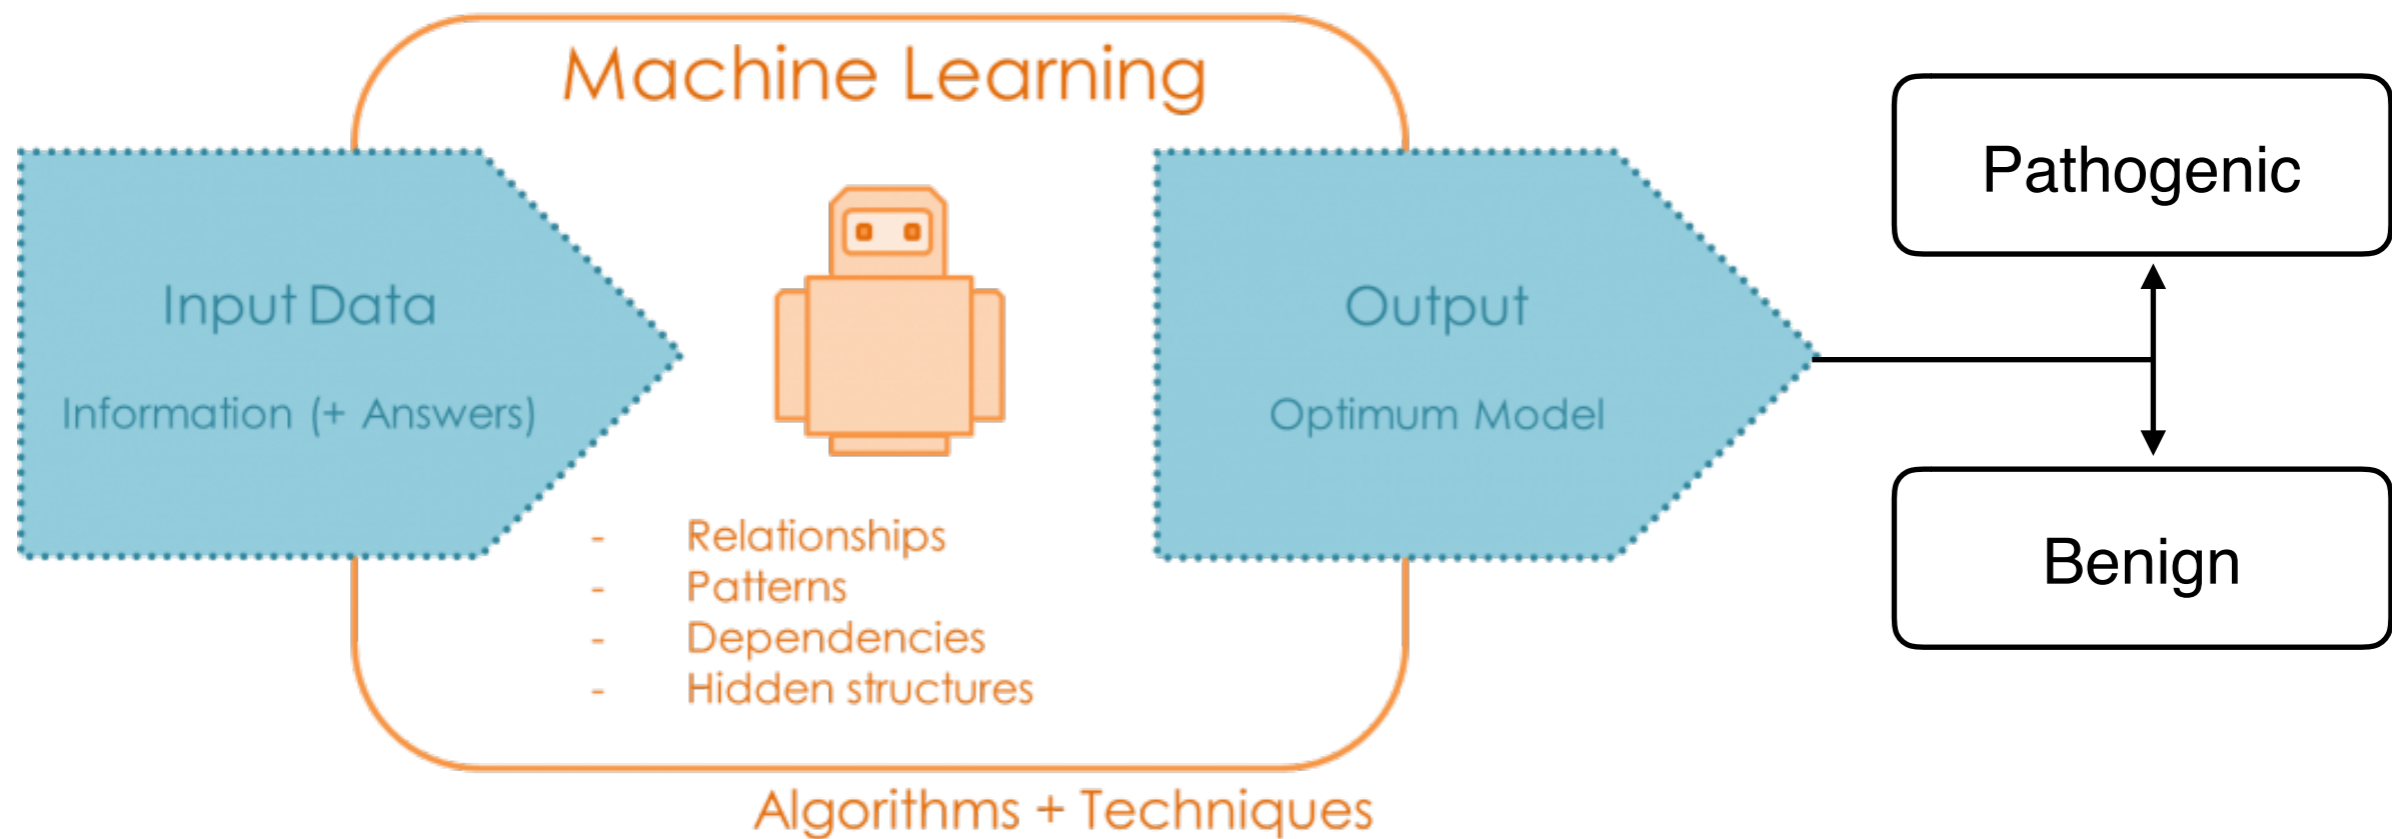 Machine Learning
Input Data
Information (+ Answers)
- Relationships
- Patterns
- Dependencies
- Hidden structures
Output
Optimum Model
Pathogenic
Benign
Algorithms + Techniques